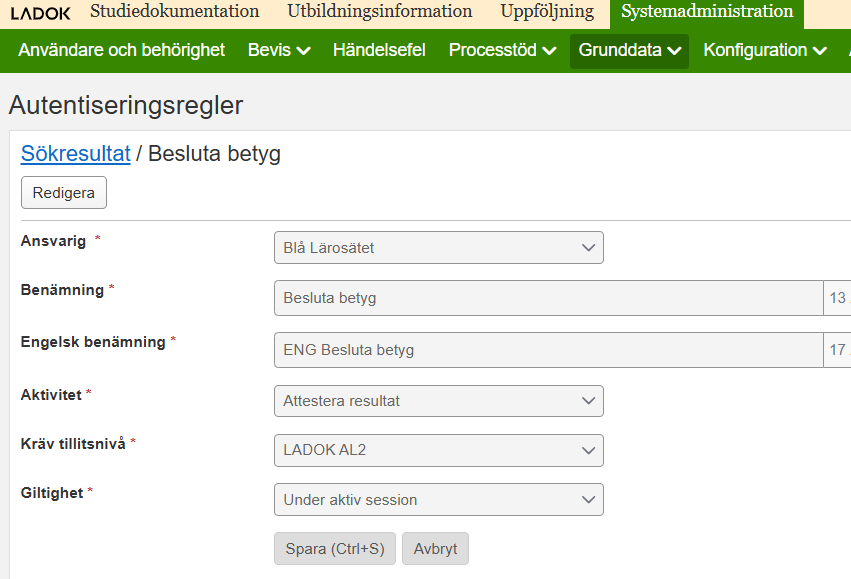 LADOK Studiedokumentation Utbildningsinformation Uppföljning Systemadministration
Användare och behörighet Bevis Händelsefel Processtöd Grunddata Konfiguration
Autentiseringsregler
Sökresultat / Besluta betyg
Redigera
Ansvarig * Blå Lärosätet
Benämning * Besluta betyg 13
Engelsk benämning * ENG Besluta betyg 17
Aktivitet * Attestera resultat
Kräv tillitsnivå * LADOK AL2
Giltighet * Under aktiv session
Spara (Ctrl+S) Avbryt